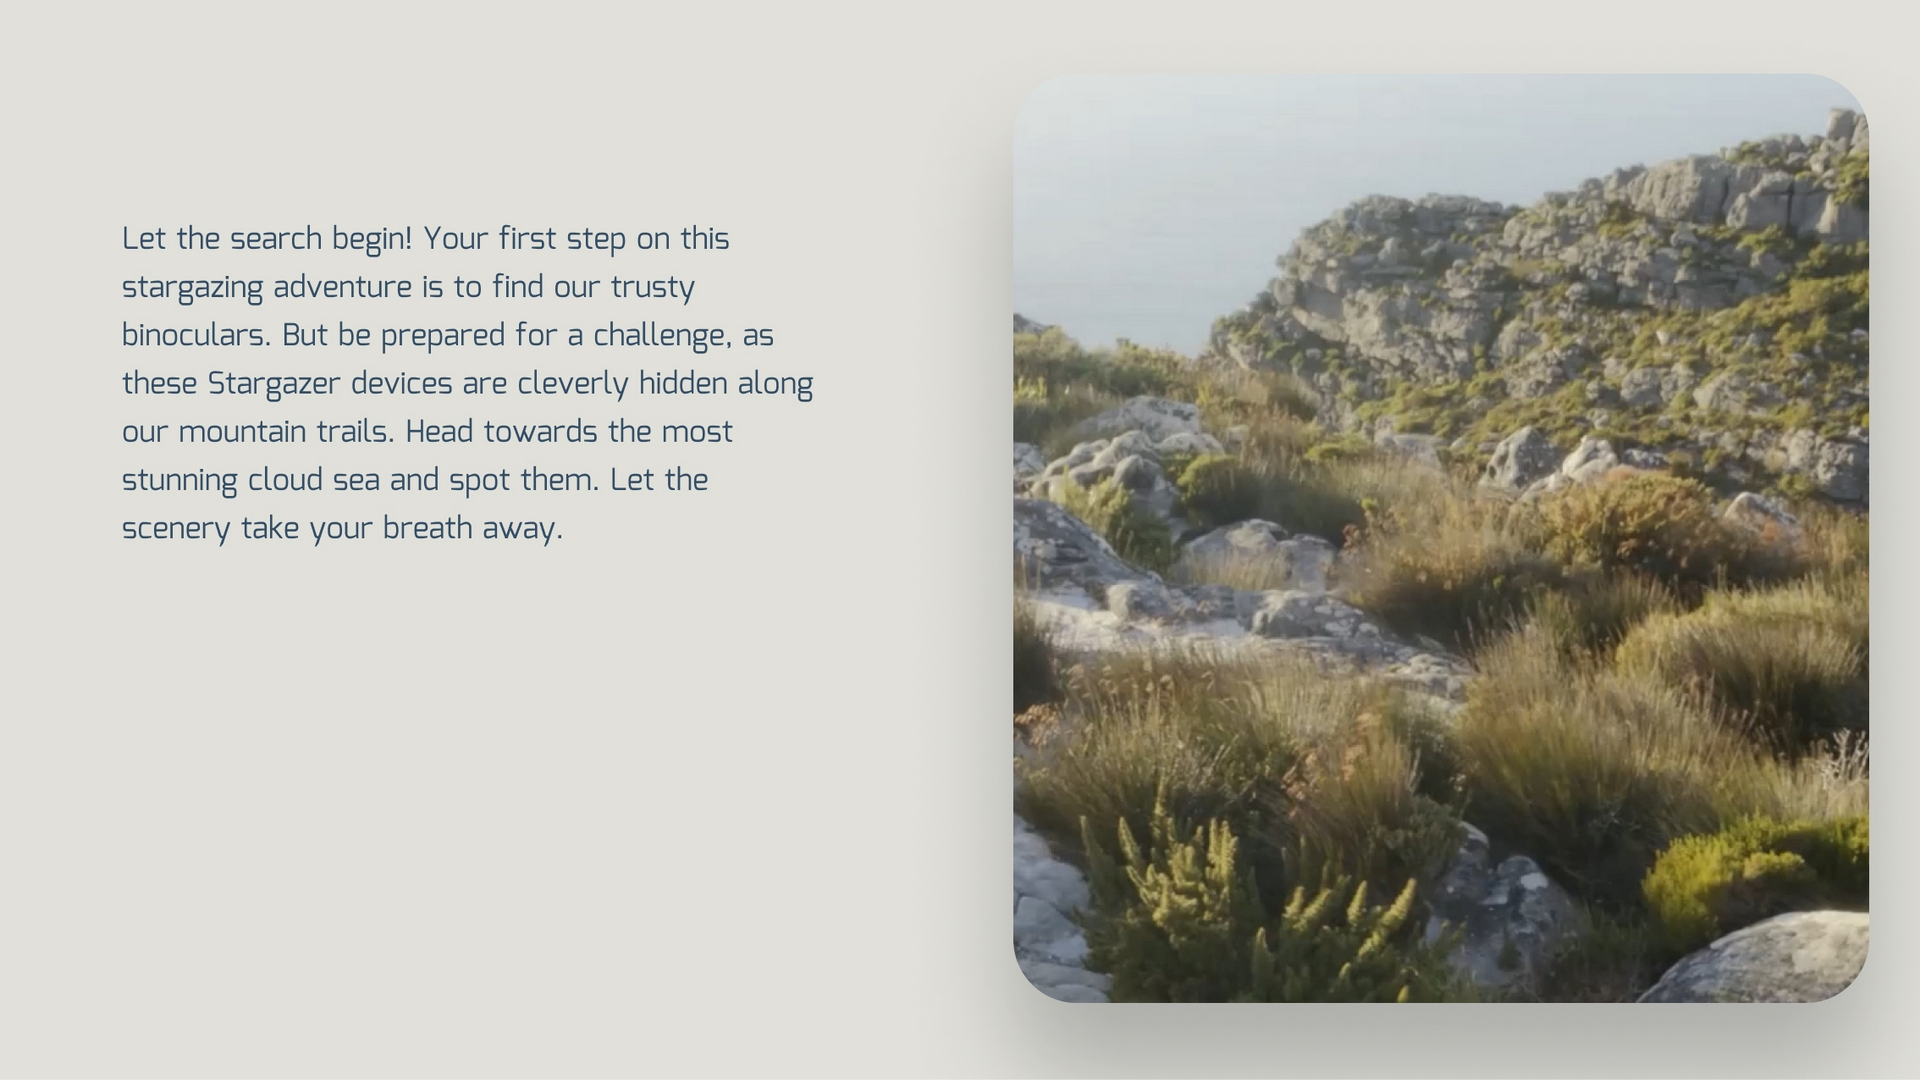 Let the search begin! Your first step on this
stargazing adventure is to find our trusty
binoculars. But be prepared for a challenge, as
these Stargazer devices are cleverly hidden along
our mountain trails. Head towards the most
stunning cloud sea and spot them. Let the
scenery take your breath away.